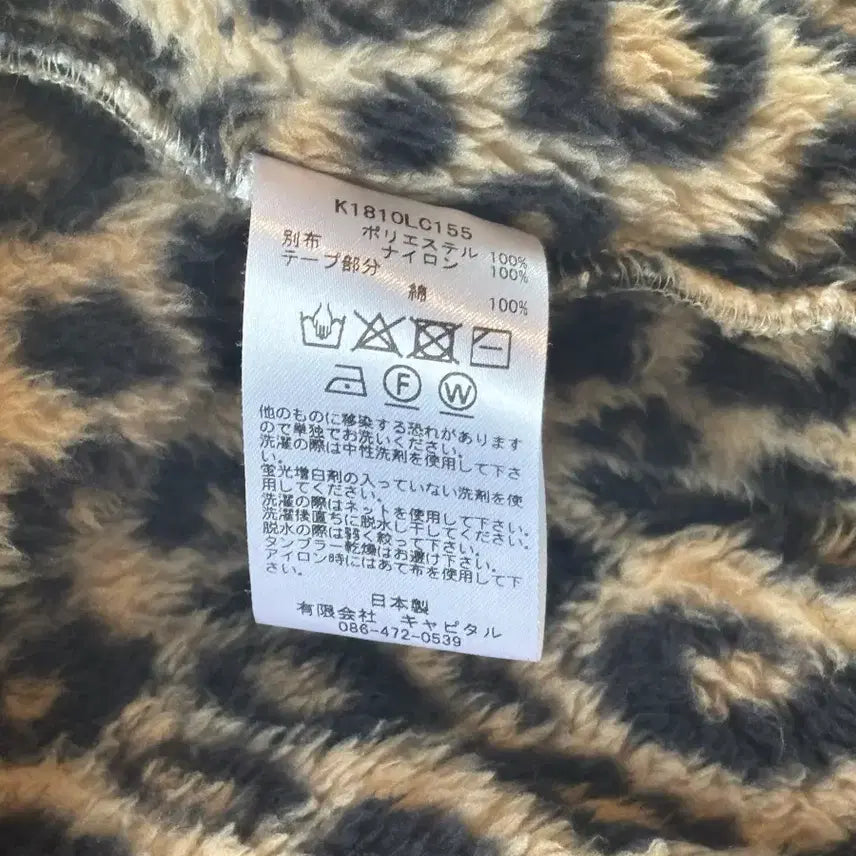 K1810LC155
ポリエステル 100%
別布 ナイロン 100%
テープ部分
綿 100%
F W
他のものに移染する恐れがあります
ので単独でお洗いください。
洗濯の際は中性洗剤を使用して下さ
い。
蛍光増白剤の入っていない洗剤を使
用してください。
洗濯の際はネットを使用して下さい。
洗濯後直ちに脱水し干してください。
脱水の際は弱く絞って下さい。
タンブラー乾燥はお避け下さい。
アイロン時にはあて布を使用して下
さい。
日本製
有限会社 キャピタル
086-472-0539